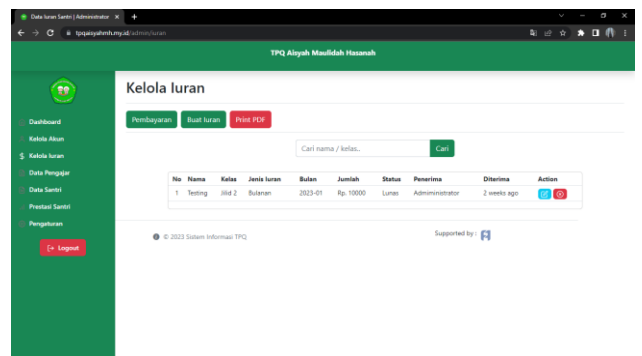 Data Iuran Santri | Administrator
tpqaisyahmh.my.id/admin/iuran
TPQ Aisyah Maulidah Hasanah
Kelola Iuran
Pembayaran Buat Iuran Print PDF
Cari nama / kelas.. Cari
No Nama Kelas Jenis Iuran Bulan Jumlah Status Penerima Diterima Action
1 Testing Jilid 2 Bulanan 2023-01 Rp. 10000 Lunas Admiministrator 2 weeks ago
Dashboard
Kelola Akun
$ Kelola Iuran
Data Pengajar
Data Santri
Prestasi Santri
Pengaturan
Logout
© 2023 Sistem Informasi TPQ
Supported by :